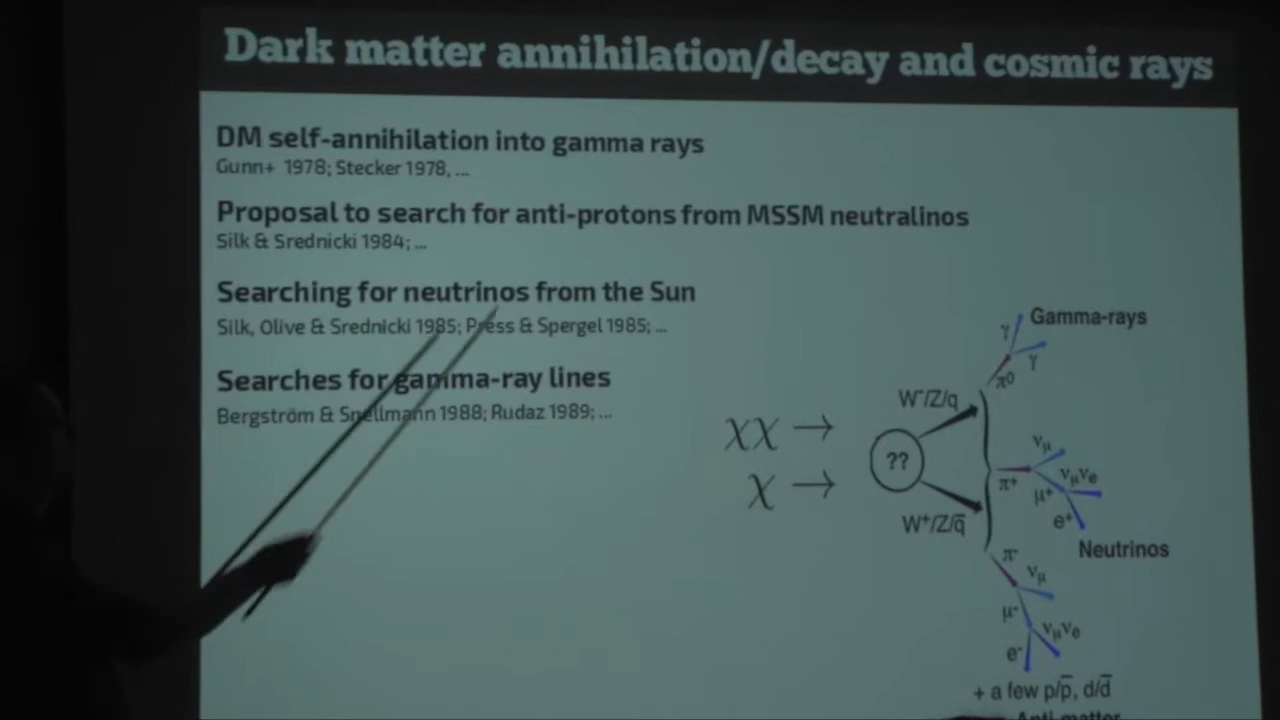 Dark matter annihilation/decay and cosmic rays
DM self-annihilation into gamma rays
Gunn+ 1978; Stecker 1978, ...
Proposal to search for anti-protons from MSSM neutralinos
Silk & Srednicki 1984; ...
Searching for neutrinos from the Sun
Silk, Olive & Srednicki 1985; Press & Spergel 1985; ...
Searches for gamma-ray lines
Bergström & Snellmann 1988; Rudaz 1989; ...
χχ →
χ →
??
W⁻/Z/q
W⁺/Z/q̅
γ
γ
π⁰
Gamma-rays
π⁺
νμ
μ⁺
νμνe
e⁺
Neutrinos
π⁻
νμ
μ⁻
νμνe
e⁻
+ a few p/p̅, d/d̅
Anti-matter